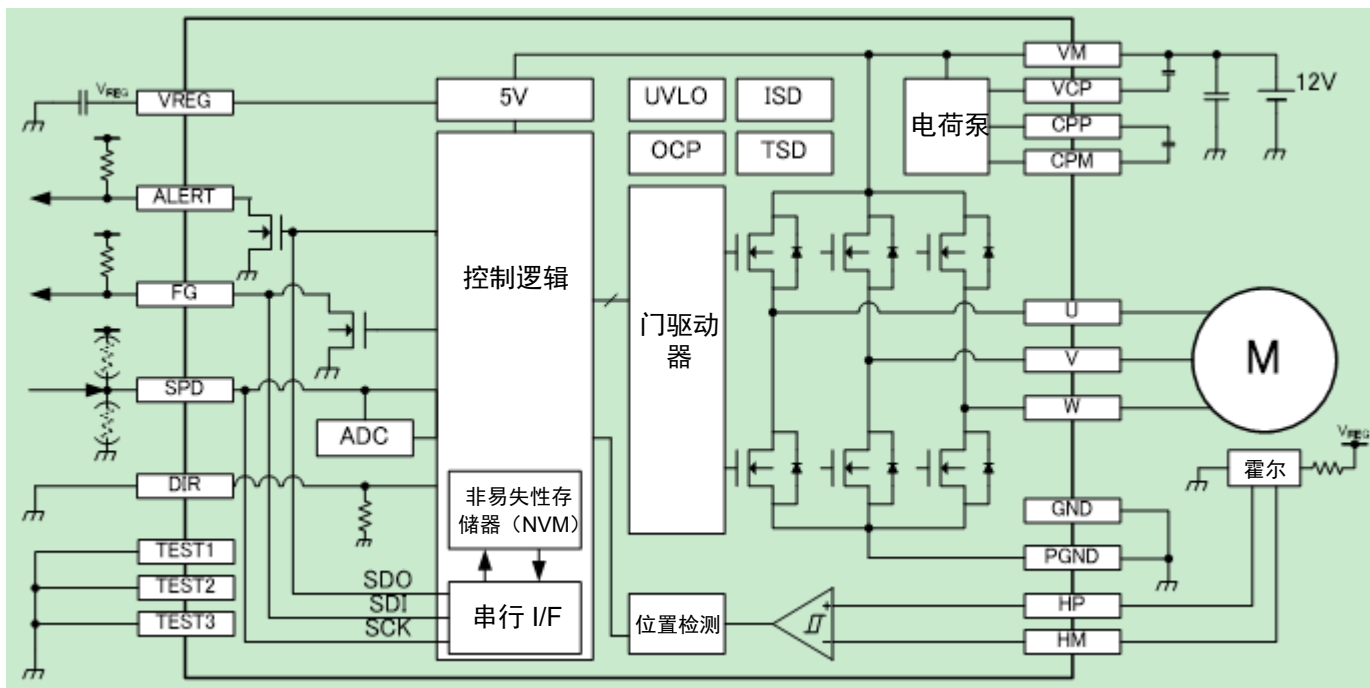 VREG
VREG
5V
UVLO
ISD
OCP
TSD
电荷泵
VM
VCP
CPP
CPM
12V
ALERT
FG
SPD
ADC
DIR
TEST1
TEST2
TEST3
控制逻辑
非易失性存
储器（NVM）
SDO
SDI
SCK
串行 I/F
门驱动
器
位置检测
U
V
W
M
VREG
霍尔
GND
PGND
HP
HM